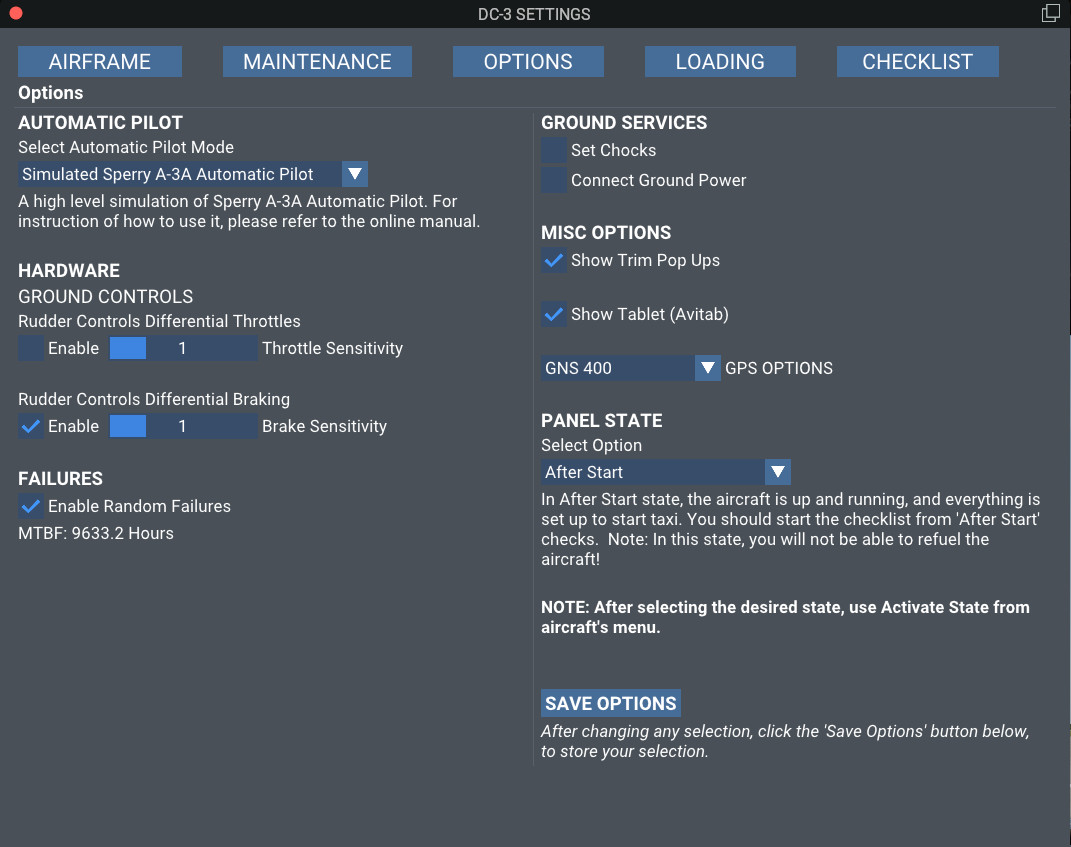 DC-3 SETTINGS
AIRFRAME
MAINTENANCE
OPTIONS
LOADING
CHECKLIST
Options
AUTOMATIC PILOT
Select Automatic Pilot Mode
Simulated Sperry A-3A Automatic Pilot
A high level simulation of Sperry A-3A Automatic Pilot. For
instruction of how to use it, please refer to the online manual.
HARDWARE
GROUND CONTROLS
Rudder Controls Differential Throttles
Enable 1 Throttle Sensitivity
Rudder Controls Differential Braking
Enable 1 Brake Sensitivity
FAILURES
Enable Random Failures
MTBF: 9633.2 Hours
GROUND SERVICES
Set Chocks
Connect Ground Power
MISC OPTIONS
Show Trim Pop Ups
Show Tablet (Avitab)
GNS 400 GPS OPTIONS
PANEL STATE
Select Option
After Start
In After Start state, the aircraft is up and running, and everything is
set up to start taxi. You should start the checklist from 'After Start'
checks.  Note: In this state, you will not be able to refuel the
aircraft!
NOTE: After selecting the desired state, use Activate State from
aircraft's menu.
SAVE OPTIONS
After changing any selection, click the 'Save Options' button below,
to store your selection.